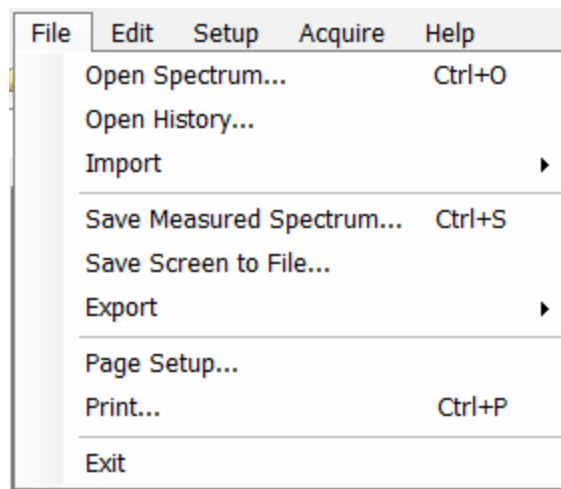 File Edit Setup Acquire Help
Open Spectrum... Ctrl+O
Open History...
Import
Save Measured Spectrum... Ctrl+S
Save Screen to File...
Export
Page Setup...
Print... Ctrl+P
Exit